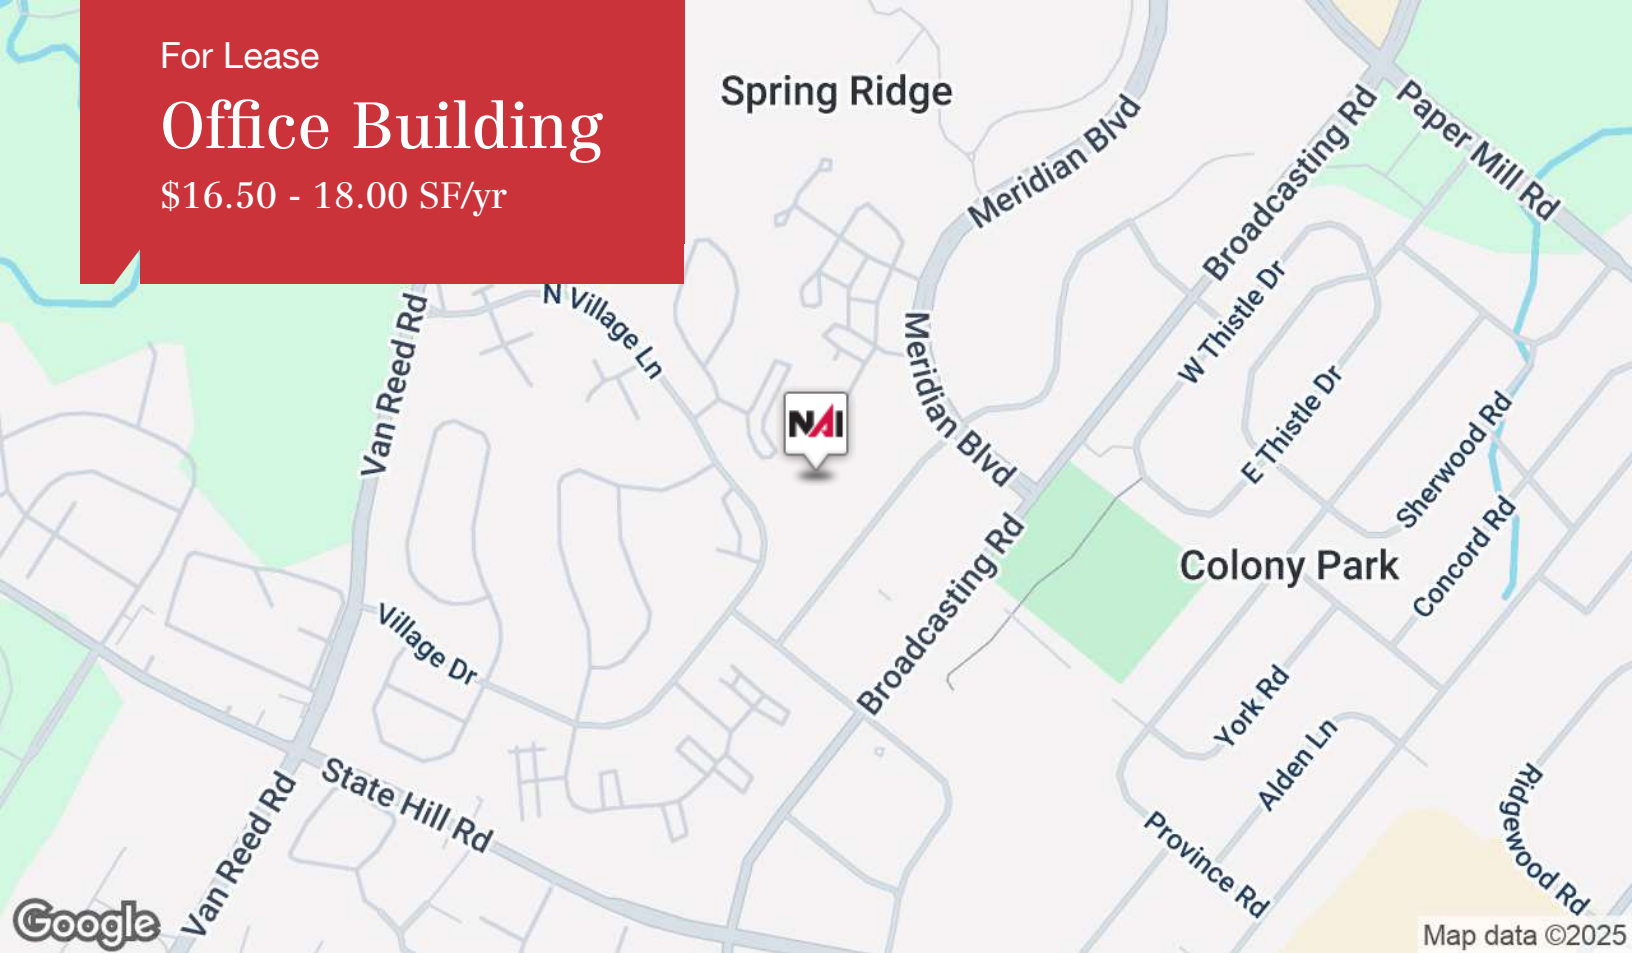 For Lease
Office Building
$16.50 - 18.00 SF/yr
Spring Ridge
Meridian Blvd
Broadcasting Rd
Paper Mill Rd
W Thistle Dr
N Village Ln
Van Reed Rd
Meridian Blvd
E Thistle Dr
Sherwood Rd
NAI
Broadcasting Rd
Colony Park
Concord Rd
Village Dr
York Rd
Alden Ln
State Hill Rd
Van Reed Rd
Province Rd
Ridgewood Rd
Google
Map data ©2025